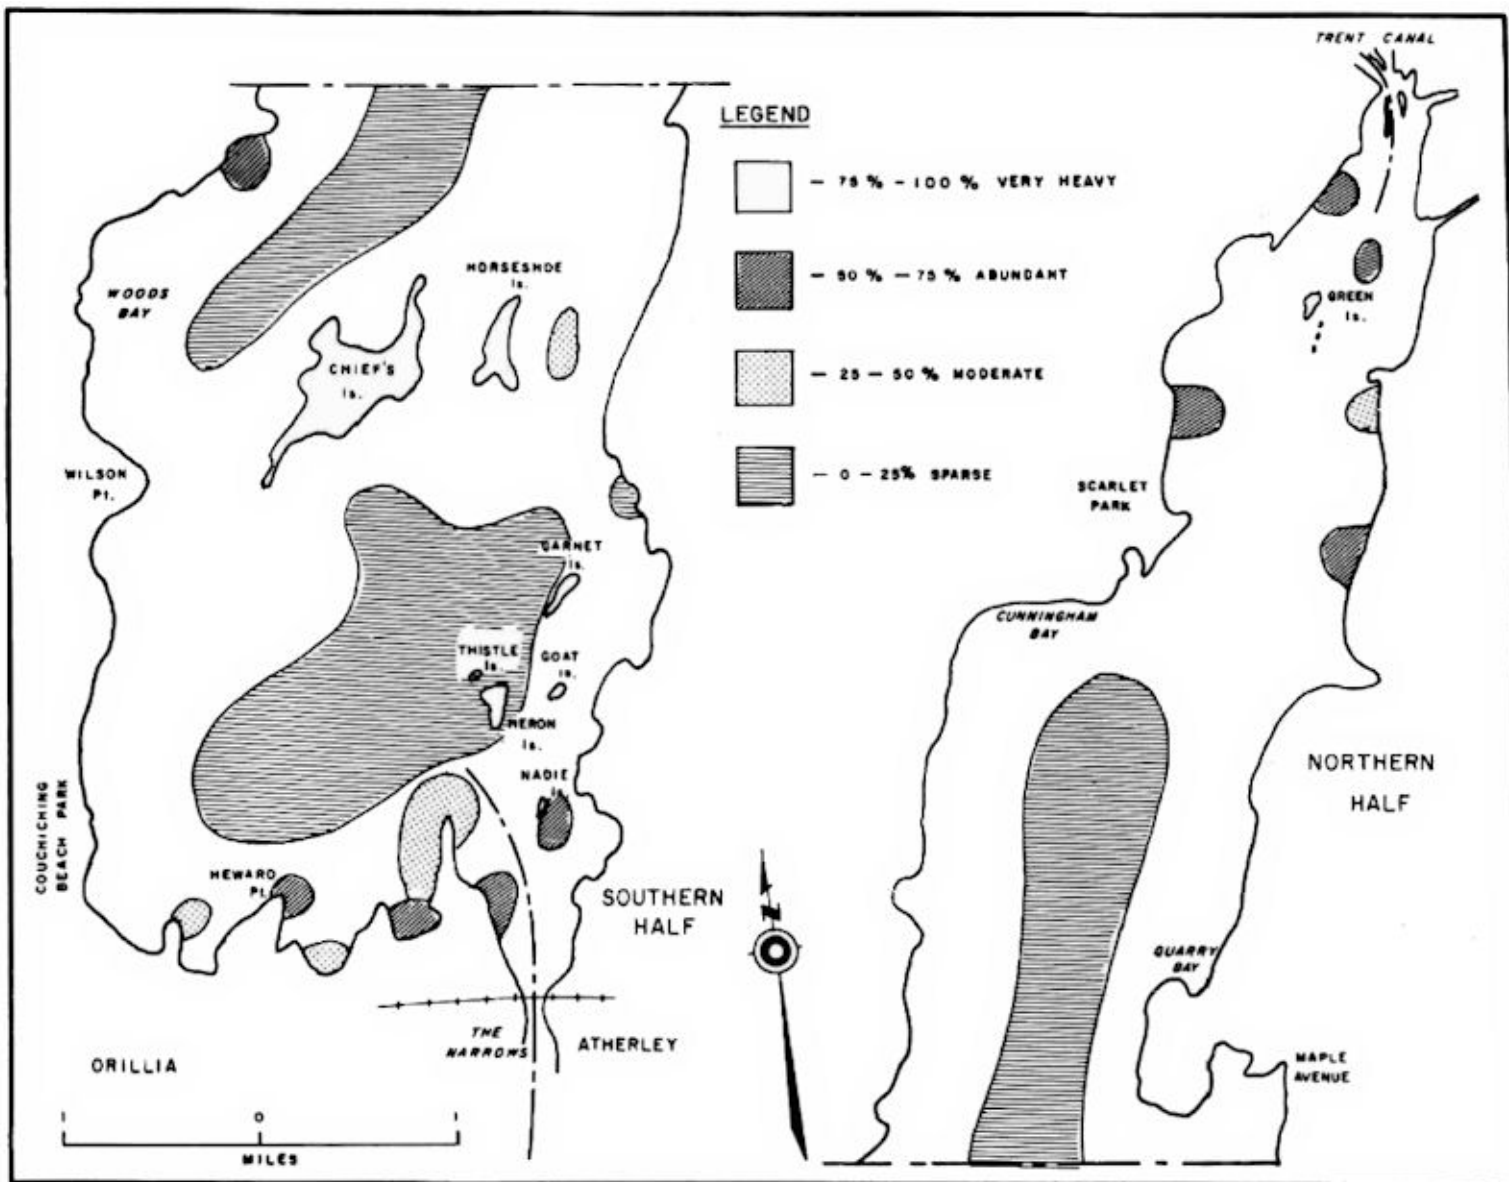 TRENT CANAL
LEGEND
— 75 % – 100 % VERY HEAVY
— 50 % – 75 % ABUNDANT
— 25 – 50 % MODERATE
— 0 – 25% SPARSE
HORSESHOE
Is.
WOODS
BAY
CHIEF'S
Is.
GREEN
Is.
WILSON
Pt.
SCARLET
PARK
GARNET
Is.
CUNNINGHAM
BAY
THISTLE
Is.
GOAT
Is.
HERON
Is.
NADIE
Is.
NORTHERN
HALF
COUCHICHING
BEACH PARK
HEWARD
Pt.
SOUTHERN
HALF
N
QUARRY
BAY
THE
NARROWS
ATHERLEY
ORILLIA
MAPLE
AVENUE
1 0 1
MILES